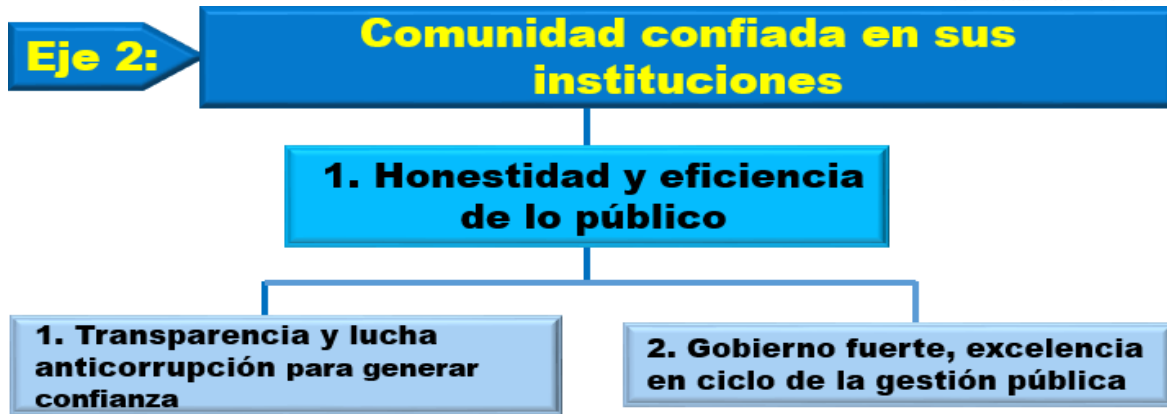 Eje 2:
Comunidad confiada en sus
instituciones
1. Honestidad y eficiencia
de lo público
1. Transparencia y lucha
anticorrupción para generar
confianza
2. Gobierno fuerte, excelencia
en ciclo de la gestión pública